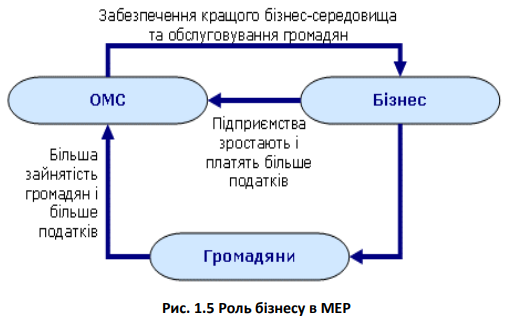 Забезпечення кращого бізнес-середовища
та обслуговування громадян
ОМС
Бізнес
Підприємства
зростають і
платять більше
податків
Більша
зайнятість
громадян і
більше
податків
Громадяни
Рис. 1.5 Роль бізнесу в МЕР